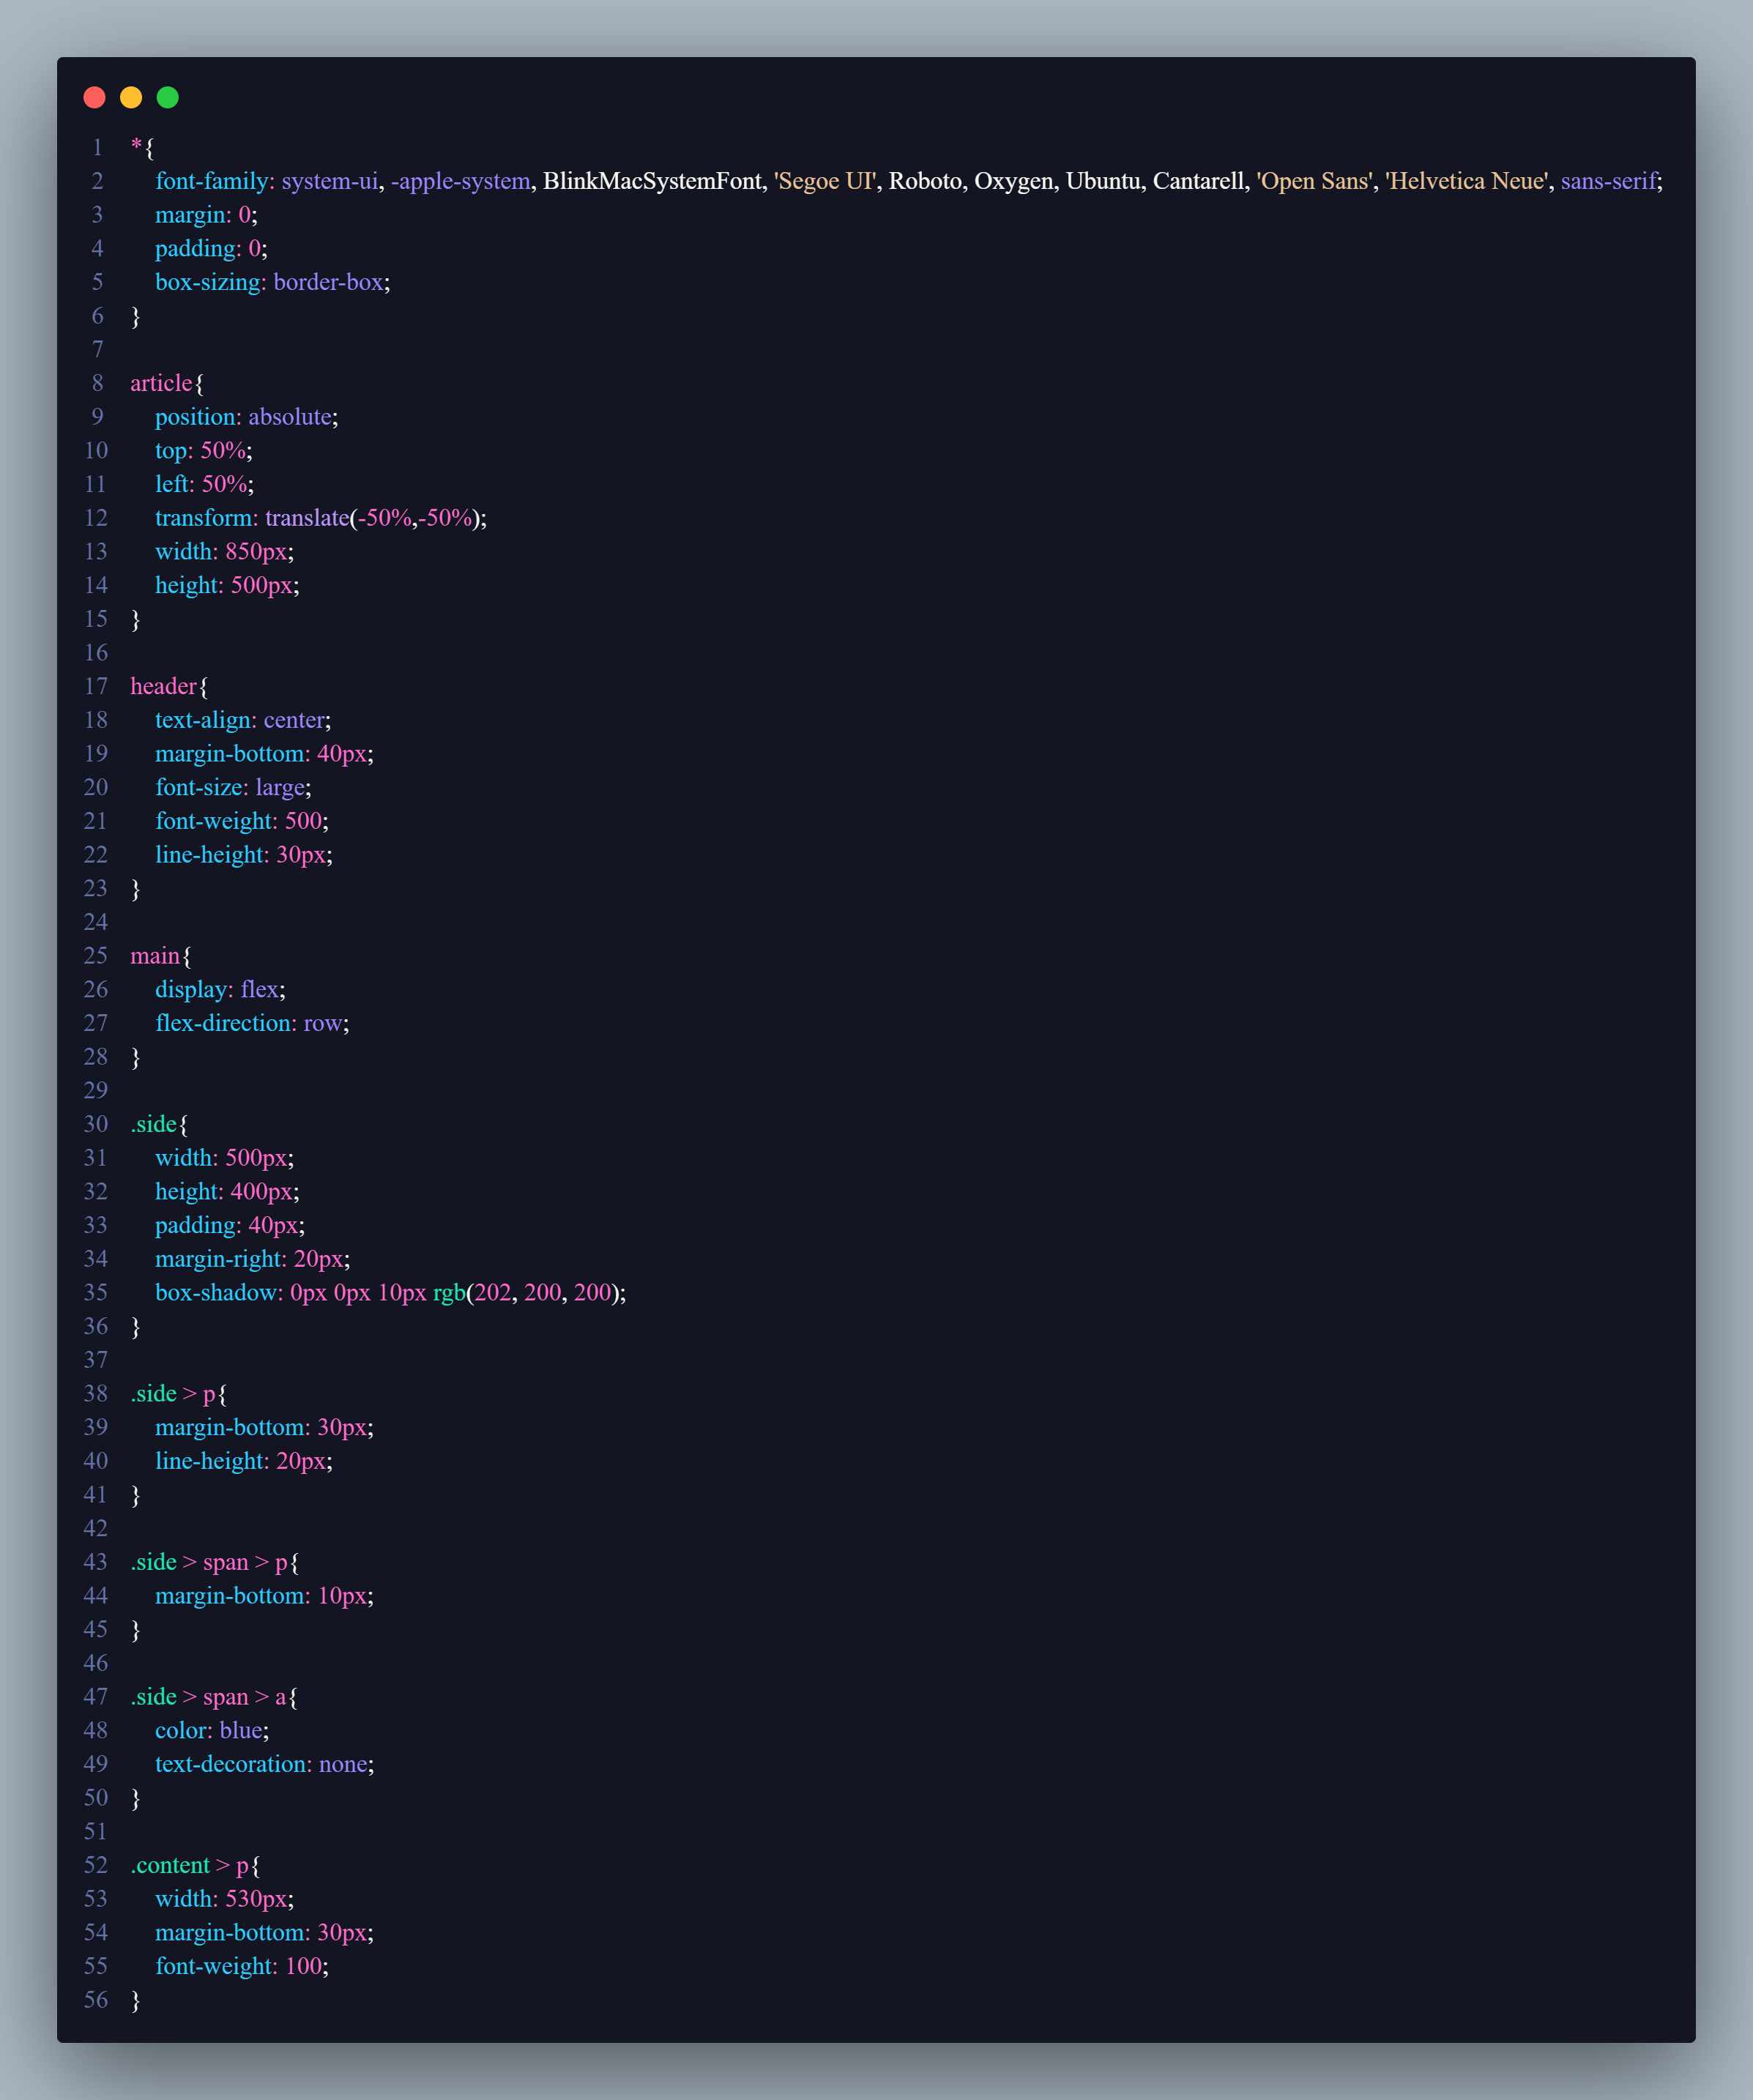 1 *{
2 font-family: system-ui, -apple-system, BlinkMacSystemFont, 'Segoe UI', Roboto, Oxygen, Ubuntu, Cantarell, 'Open Sans', 'Helvetica Neue', sans-serif;
3 margin: 0;
4 padding: 0;
5 box-sizing: border-box;
6 }
7
8 article{
9 position: absolute;
10 top: 50%;
11 left: 50%;
12 transform: translate(-50%,-50%);
13 width: 850px;
14 height: 500px;
15 }
16
17 header{
18 text-align: center;
19 margin-bottom: 40px;
20 font-size: large;
21 font-weight: 500;
22 line-height: 30px;
23 }
24
25 main{
26 display: flex;
27 flex-direction: row;
28 }
29
30 .side{
31 width: 500px;
32 height: 400px;
33 padding: 40px;
34 margin-right: 20px;
35 box-shadow: 0px 0px 10px rgb(202, 200, 200);
36 }
37
38 .side > p{
39 margin-bottom: 30px;
40 line-height: 20px;
41 }
42
43 .side > span > p{
44 margin-bottom: 10px;
45 }
46
47 .side > span > a{
48 color: blue;
49 text-decoration: none;
50 }
51
52 .content > p{
53 width: 530px;
54 margin-bottom: 30px;
55 font-weight: 100;
56 }